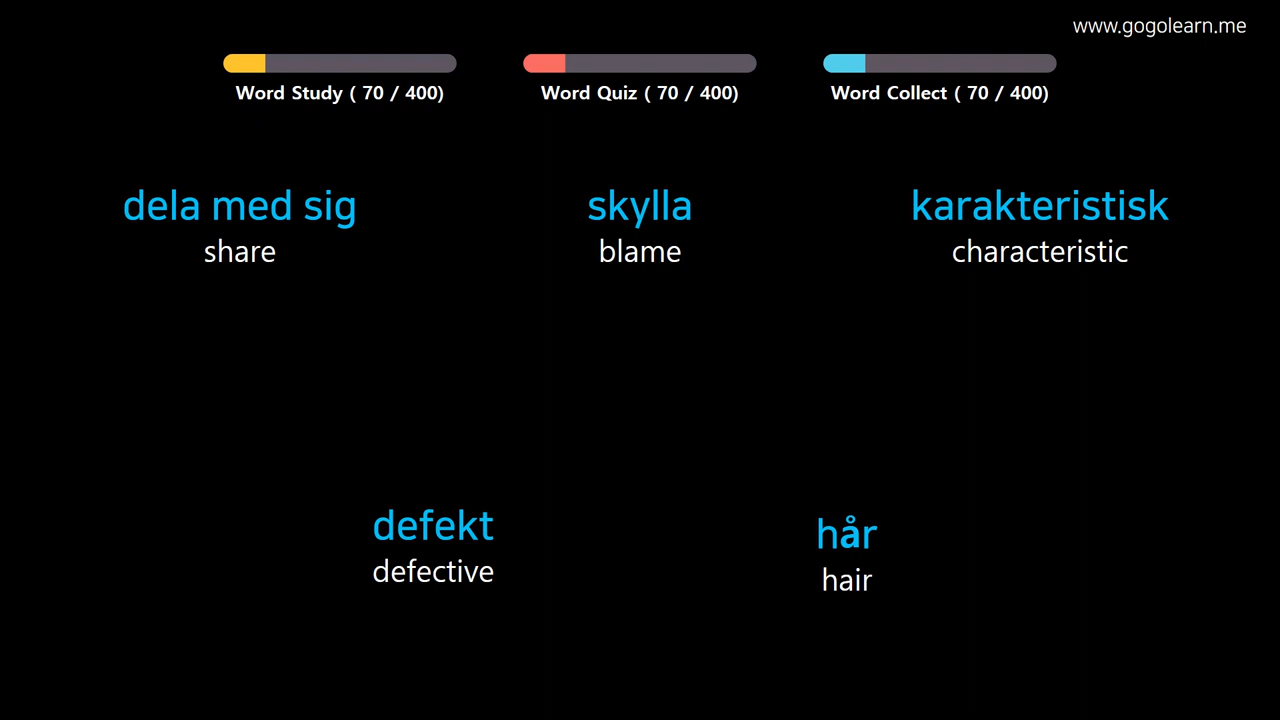 www.gogolearn.me
Word Study ( 70 / 400)
Word Quiz ( 70 / 400)
Word Collect ( 70 / 400)
dela med sig
share
skylla
blame
karakteristisk
characteristic
defekt
defective
hår
hair